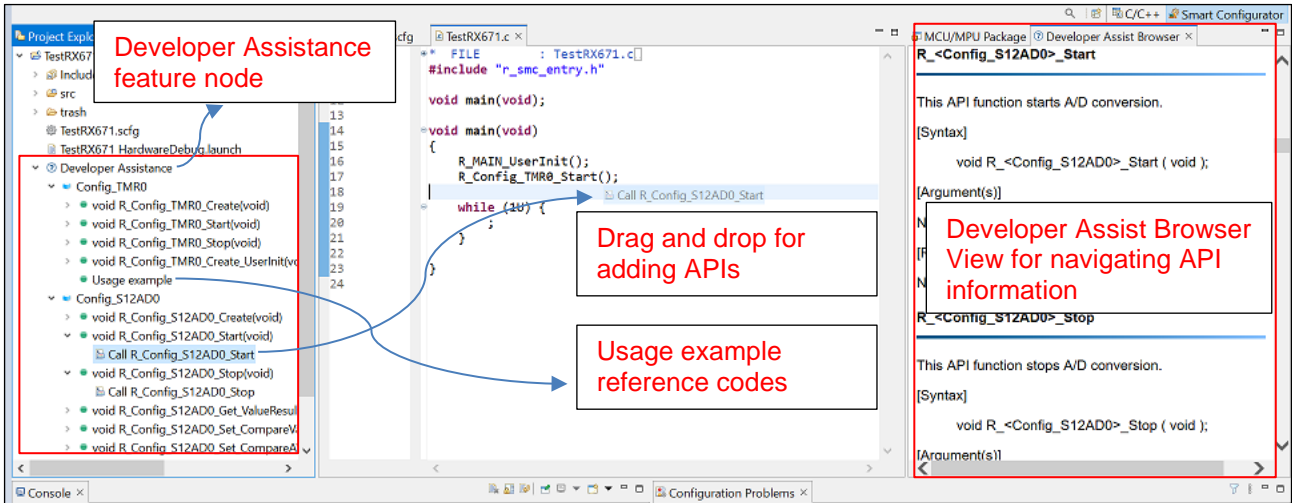 C/C++ Smart Configurator
Project Expl
TestRX67
Includ
src
trash
TestRX671.scfg
TestRX671 HardwareDebug.launch
Developer Assistance
Config_TMR0
void R_Config_TMR0_Create(void)
void R_Config_TMR0_Start(void)
void R_Config_TMR0_Stop(void)
void R_Config_TMR0_Create_UserInit(vo
Usage example
Config_S12AD0
void R_Config_S12AD0_Create(void)
void R_Config_S12AD0_Start(void)
Call R_Config_S12AD0_Start
void R_Config_S12AD0_Stop(void)
Call R_Config_S12AD0_Stop
void R_Config_S12AD0_Get_ValueResul
void R_Config_S12AD0_Set_CompareV
void R_Config_S12AD0_Set_CompareA
Developer Assistance
feature node
cfg
TestRX671.c
* FILE : TestRX671.c
#include "r_smc_entry.h"
void main(void);
13
14 void main(void)
15 {
16 R_MAIN_UserInit();
17 R_Config_TMR0_Start();
18 Call R_Config_S12AD0_Start
19 while (1U) {
20 ;
21 }
22
23 }
24
Drag and drop for
adding APIs
Usage example
reference codes
MCU/MPU Package Developer Assist Browser
R_<Config_S12AD0>_Start
This API function starts A/D conversion.
[Syntax]
void R_<Config_S12AD0>_Start ( void );
[Argument(s)]
N
[R
N
Developer Assist Browser
View for navigating API
information
R_<Config_S12AD0>_Stop
This API function stops A/D conversion.
[Syntax]
void R_<Config_S12AD0>_Stop ( void );
[Argument(s)]
Console
Configuration Problems